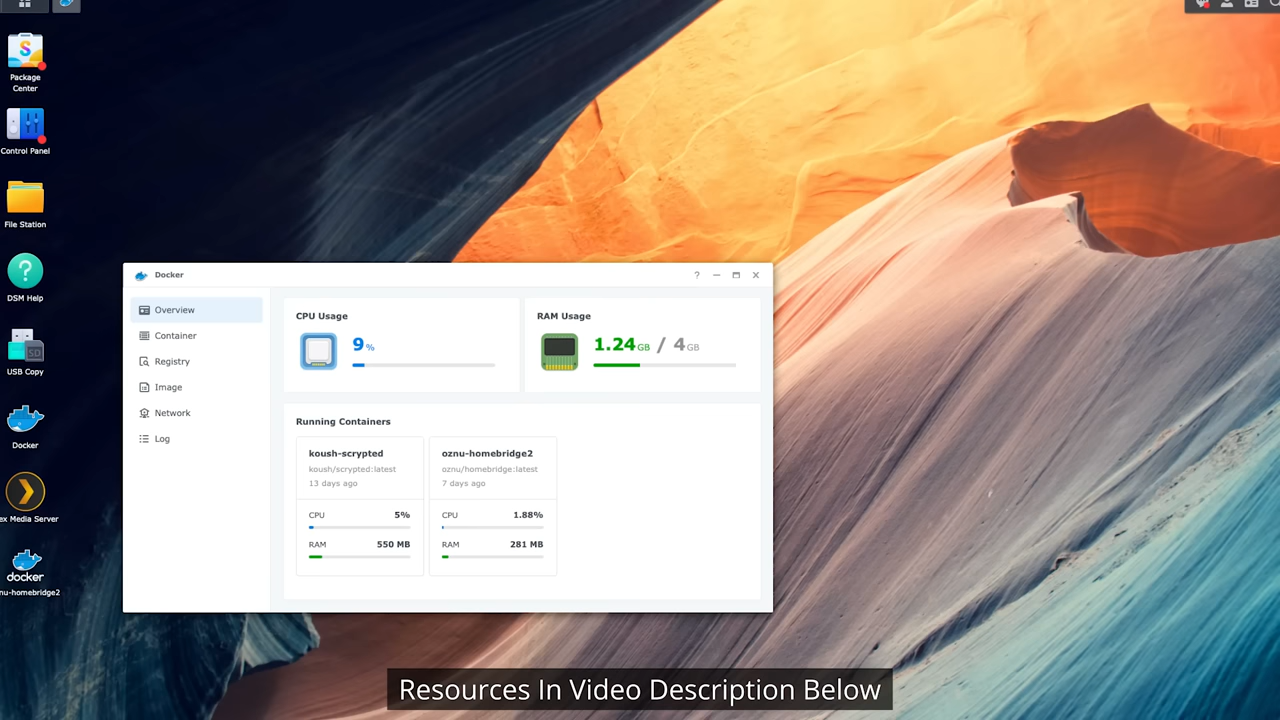 Package
Center
Control Panel
File Station
DSM Help
SD
USB Copy
Docker
ex Media Server
docker
nu-homebridge2
Docker
?
Overview
Container
Registry
Image
Network
Log
CPU Usage
9 %
RAM Usage
1.24 GB / 4 GB
Running Containers
koush-scrypted
koush/scrypted:latest
13 days ago
CPU 5%
RAM 550 MB
oznu-homebridge2
oznu/homebridge:latest
7 days ago
CPU 1.88%
RAM 281 MB
Resources In Video Description Below